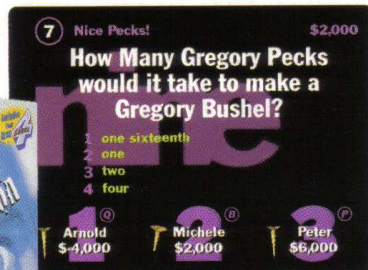 7 Nice Pecks! $2,000
How Many Gregory Pecks
would it take to make a
Gregory Bushel?
nine
1 one sixteenth
2 one
3 two
4 four
1 2 3
Q B P
Arnold Michele Peter
$-4,000 $2,000 $6,000